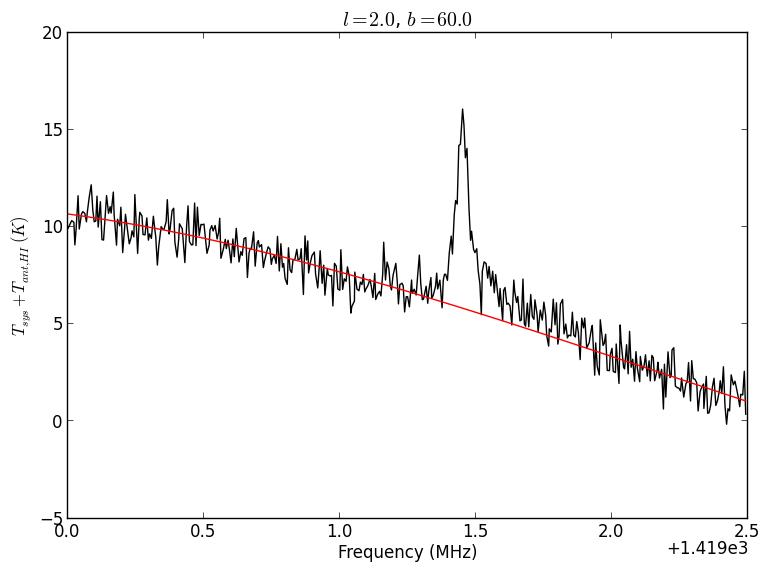 l = 2.0, b = 60.0
20
15
10
5
0
−5
T_sys + T_ant,HI (K)
0.0 0.5 1.0 1.5 2.0 2.5
Frequency (MHz)
+1.419e3